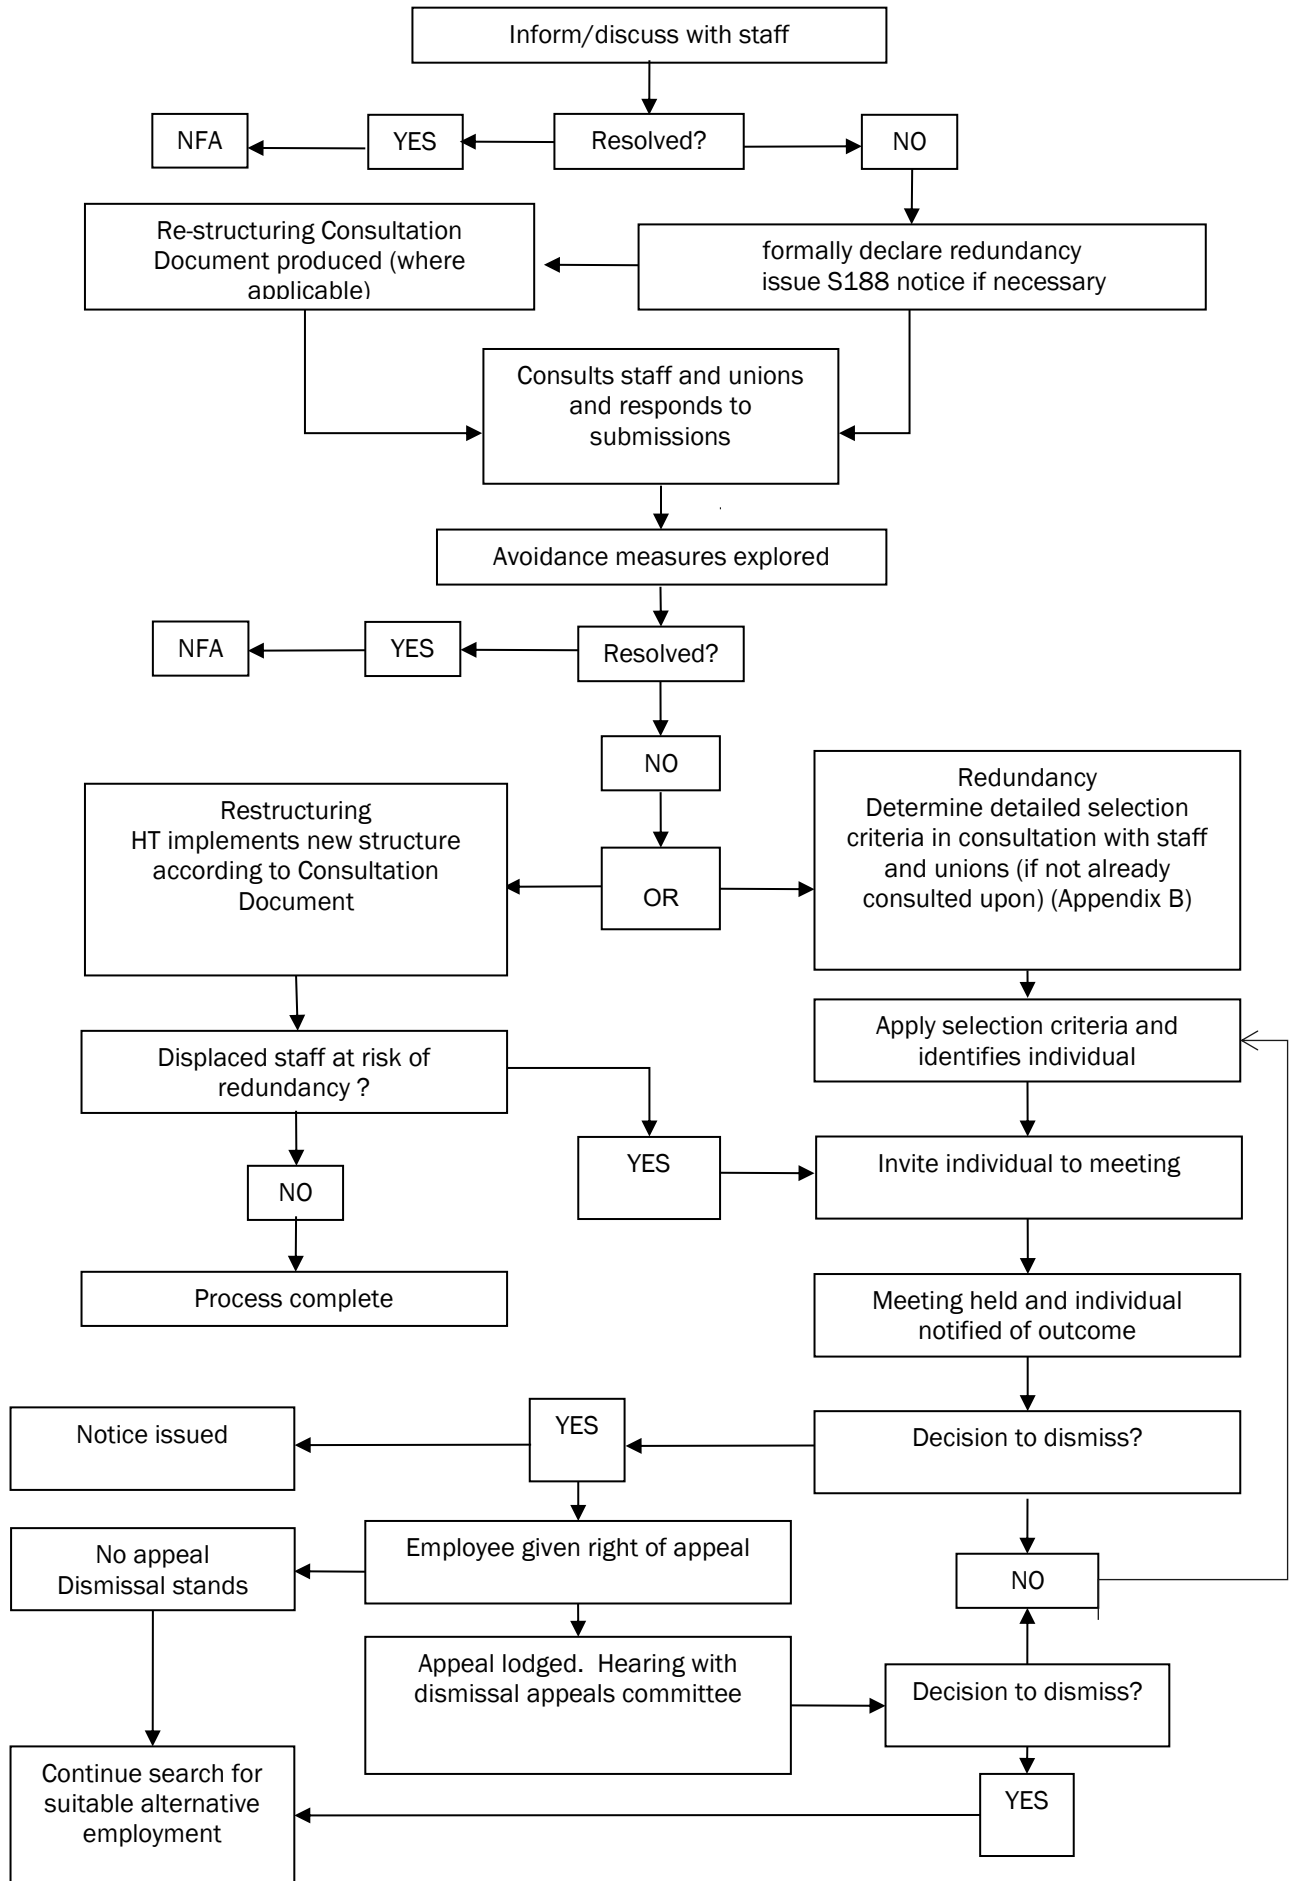 Inform/discuss with staff
NFA
YES
Resolved?
NO
Re-structuring Consultation
Document produced (where
applicable)
formally declare redundancy
issue S188 notice if necessary
Consults staff and unions
and responds to
submissions
Avoidance measures explored
NFA
YES
Resolved?
NO
Restructuring
HT implements new structure
according to Consultation
Document
OR
Redundancy
Determine detailed selection
criteria in consultation with staff
and unions (if not already
consulted upon) (Appendix B)
Displaced staff at risk of
redundancy ?
Apply selection criteria and
identifies individual
YES
Invite individual to meeting
NO
Process complete
Meeting held and individual
notified of outcome
Notice issued
YES
Decision to dismiss?
No appeal
Dismissal stands
Employee given right of appeal
NO
Appeal lodged.  Hearing with
dismissal appeals committee
Decision to dismiss?
Continue search for
suitable alternative
employment
YES